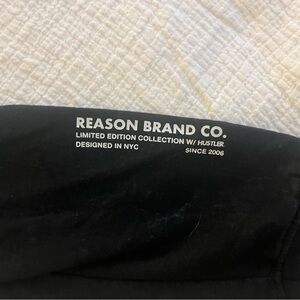 REASON BRAND CO.
LIMITED EDITION COLLECTION W/ HUSTLER
DESIGNED IN NYC SINCE 2006